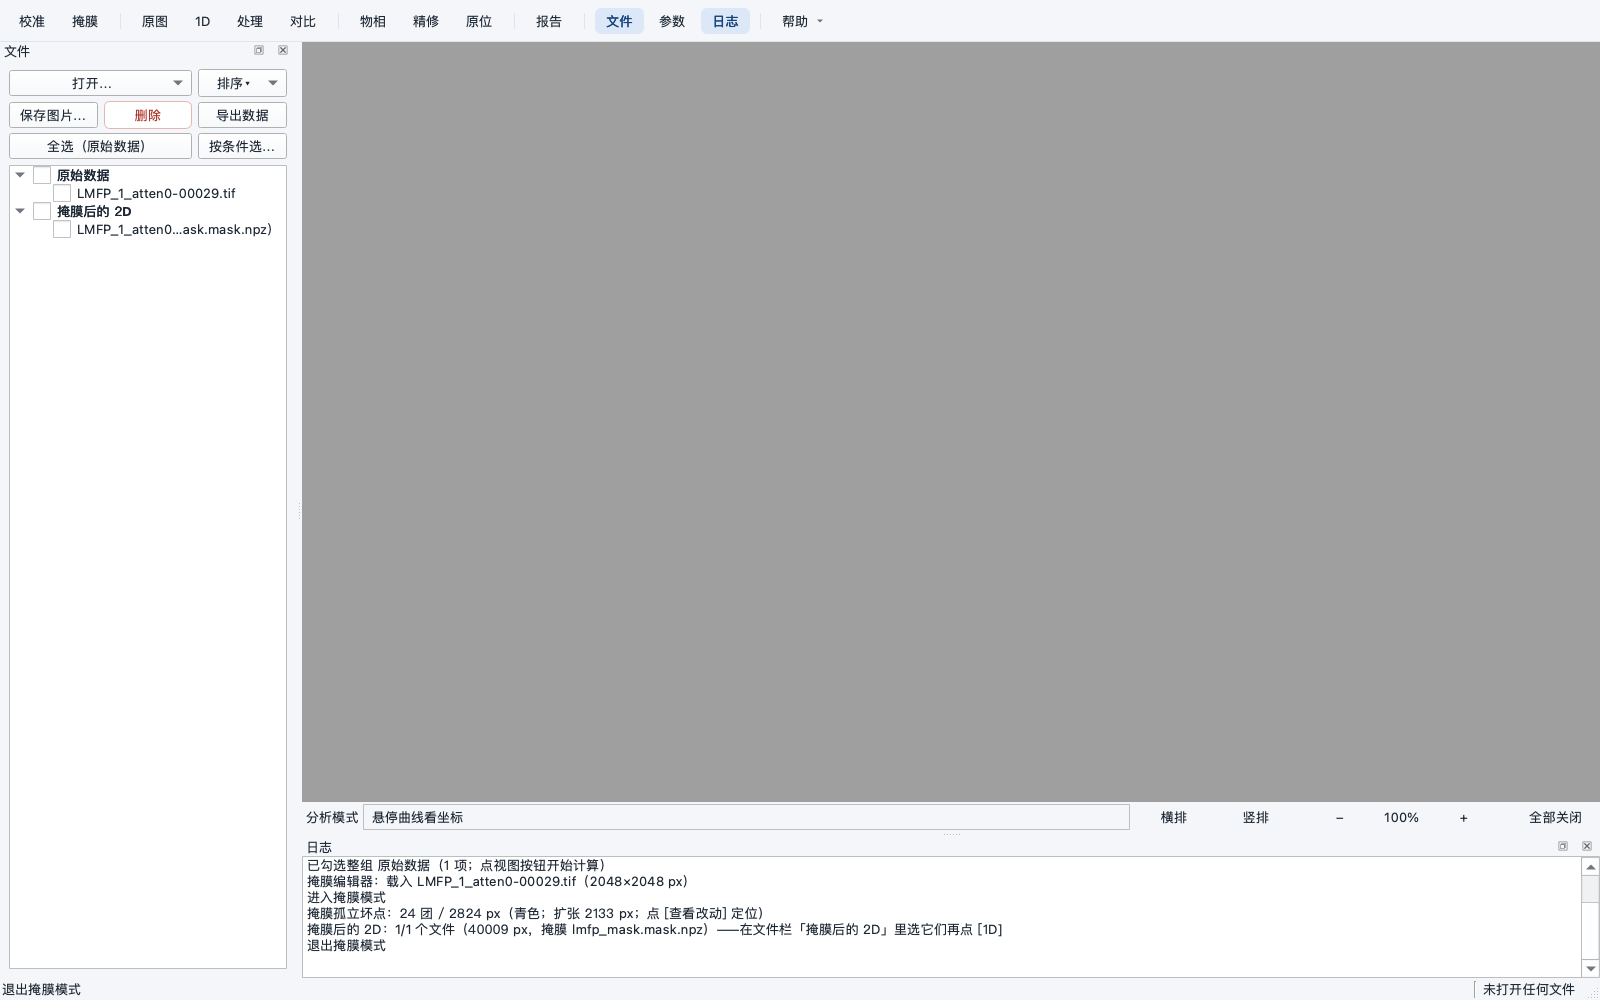 校准 掩膜 原图 1D 处理 对比 物相 精修 原位 报告 文件 参数 日志 帮助
文件
打开... 排序
保存图片... 删除 导出数据
全选（原始数据） 按条件选...
原始数据
LMFP_1_atten0-00029.tif
掩膜后的 2D
LMFP_1_atten0...ask.mask.npz)
分析模式 悬停曲线看坐标 横排 竖排 − 100% + 全部关闭
日志
已勾选整组 原始数据（1 项；点视图按钮开始计算）
掩膜编辑器：载入 LMFP_1_atten0-00029.tif（2048×2048 px）
进入掩膜模式
掩膜孤立坏点：24 团 / 2824 px（青色；扩张 2133 px；点 [查看改动] 定位）
掩膜后的 2D：1/1 个文件（40009 px，掩膜 lmfp_mask.mask.npz）——在文件栏「掩膜后的 2D」里选它们再点 [1D]
退出掩膜模式
退出掩膜模式 未打开任何文件